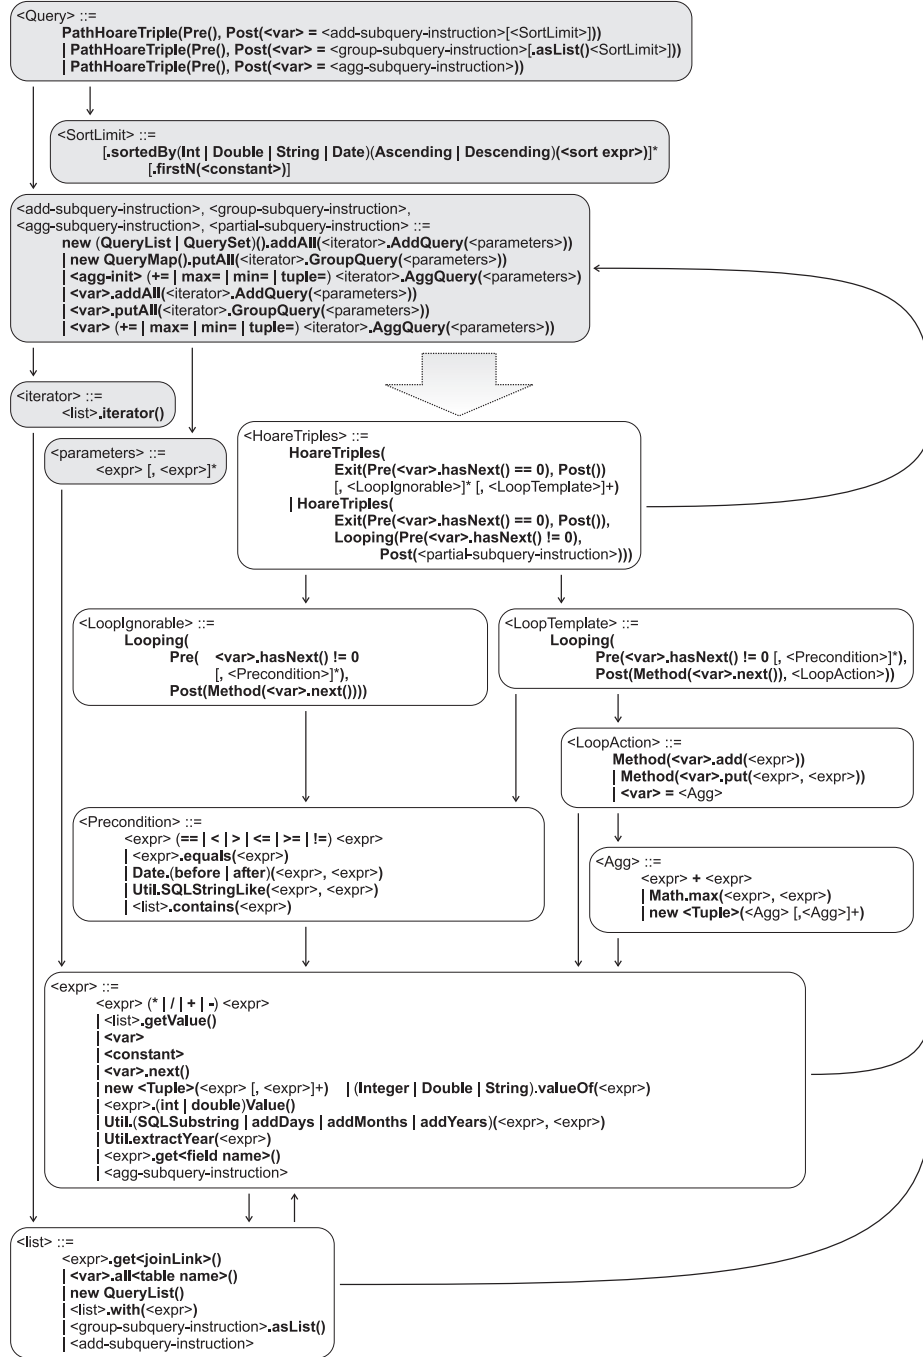 <Query> ::=
PathHoareTriple(Pre(), Post(<var> = <add-subquery-instruction>[<SortLimit>]))
| PathHoareTriple(Pre(), Post(<var> = <group-subquery-instruction>[.asList()<SortLimit>]))
| PathHoareTriple(Pre(), Post(<var> = <agg-subquery-instruction>))
<SortLimit> ::=
[.sortedBy(Int | Double | String | Date)(Ascending | Descending)(<sort expr>)]*
[.firstN(<constant>)]
<add-subquery-instruction>, <group-subquery-instruction>,
<agg-subquery-instruction>, <partial-subquery-instruction> ::=
new (QueryList | QuerySet)().addAll(<iterator>.AddQuery(<parameters>))
| new QueryMap().putAll(<iterator>.GroupQuery(<parameters>))
| <agg-init> (+= | max= | min= | tuple=) <iterator>.AggQuery(<parameters>)
| <var>.addAll(<iterator>.AddQuery(<parameters>))
| <var>.putAll(<iterator>.GroupQuery(<parameters>))
| <var> (+= | max= | min= | tuple=) <iterator>.AggQuery(<parameters>))
<iterator> ::=
<list>.iterator()
<parameters> ::=
<expr> [, <expr>]*
<HoareTriples> ::=
HoareTriples(
Exit(Pre(<var>.hasNext() == 0), Post())
[, <LoopIgnorable>]* [, <LoopTemplate>]+)
| HoareTriples(
Exit(Pre(<var>.hasNext() == 0), Post()),
Looping(Pre(<var>.hasNext() != 0),
Post(<partial-subquery-instruction>)))
<LoopIgnorable> ::=
Looping(
Pre( <var>.hasNext() != 0
[, <Precondition>]*),
Post(Method(<var>.next())))
<LoopTemplate> ::=
Looping(
Pre(<var>.hasNext() != 0 [, <Precondition>]*),
Post(Method(<var>.next()), <LoopAction>))
<LoopAction> ::=
Method(<var>.add(<expr>))
| Method(<var>.put(<expr>, <expr>))
| <var> = <Agg>
<Precondition> ::=
<expr> (== | < | > | <= | >= | !=) <expr>
| <expr>.equals(<expr>)
| Date.(before | after)(<expr>, <expr>)
| Util.SQLStringLike(<expr>, <expr>)
| <list>.contains(<expr>)
<Agg> ::=
<expr> + <expr>
| Math.max(<expr>, <expr>)
| new <Tuple>(<Agg> [,<Agg>]+)
<expr> ::=
<expr> (* | / | + | -) <expr>
| <list>.getValue()
| <var>
| <constant>
| <var>.next()
| new <Tuple>(<expr> [, <expr>]+) | (Integer | Double | String).valueOf(<expr>)
| <expr>.(int | double)Value()
| Util.(SQLSubstring | addDays | addMonths | addYears)(<expr>, <expr>)
| Util.extractYear(<expr>)
| <expr>.get<field name>()
| <agg-subquery-instruction>
<list> ::=
<expr>.get<joinLink>()
| <var>.all<table name>()
| new QueryList()
| <list>.with(<expr>)
| <group-subquery-instruction>.asList()
| <add-subquery-instruction>